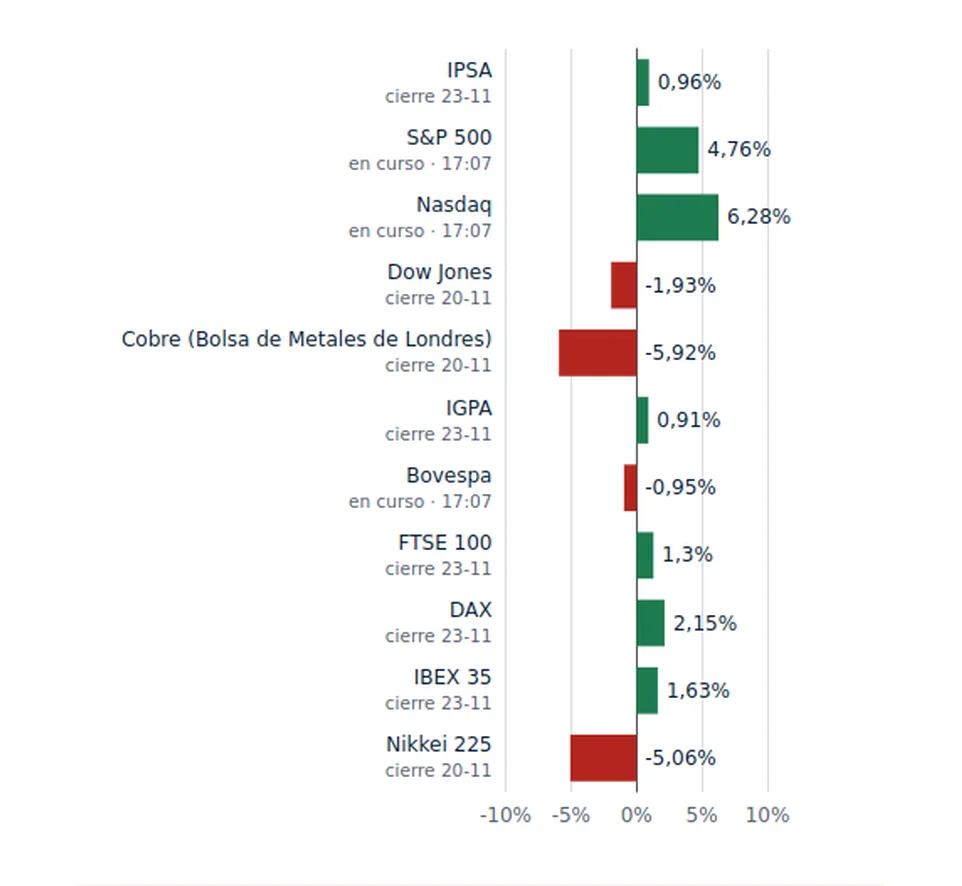 IPSA
cierre 23-11
0,96%
S&P 500
en curso · 17:07
4,76%
Nasdaq
en curso · 17:07
6,28%
Dow Jones
cierre 20-11
-1,93%
Cobre (Bolsa de Metales de Londres)
cierre 20-11
-5,92%
IGPA
cierre 23-11
0,91%
Bovespa
en curso · 17:07
-0,95%
FTSE 100
cierre 23-11
1,3%
DAX
cierre 23-11
2,15%
IBEX 35
cierre 23-11
1,63%
Nikkei 225
cierre 20-11
-5,06%
-10% -5% 0% 5% 10%